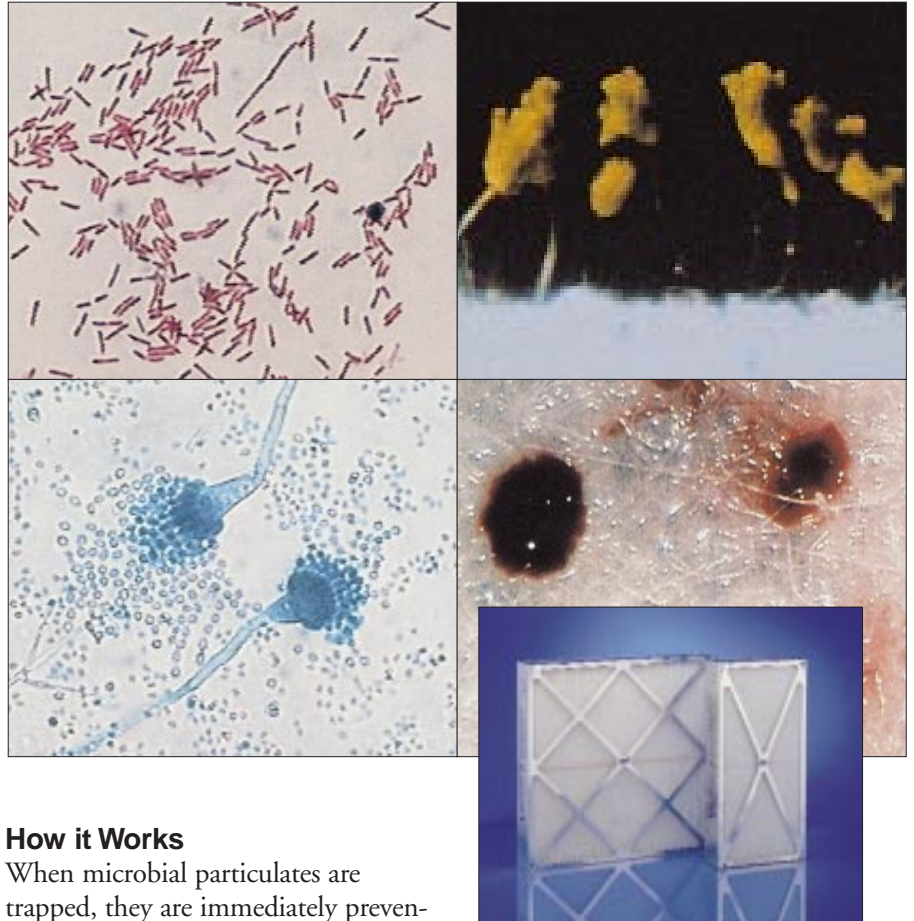 How it Works
When microbial particulates are
trapped, they are immediately preven-